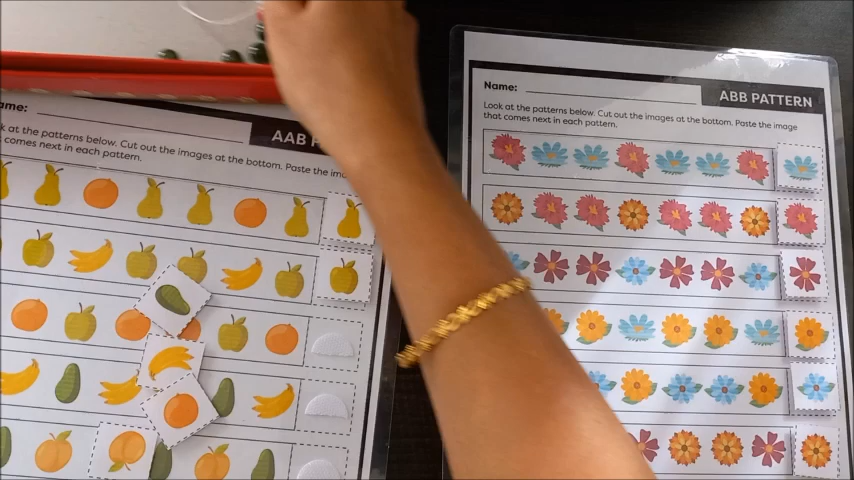 AAB P
k at the patterns below. Cut out the images at the bottom. Paste the ima
comes next in each pattern.
Name:
ABB PATTERN
Look at the patterns below. Cut out the images at the bottom. Paste the image
that comes next in each pattern.